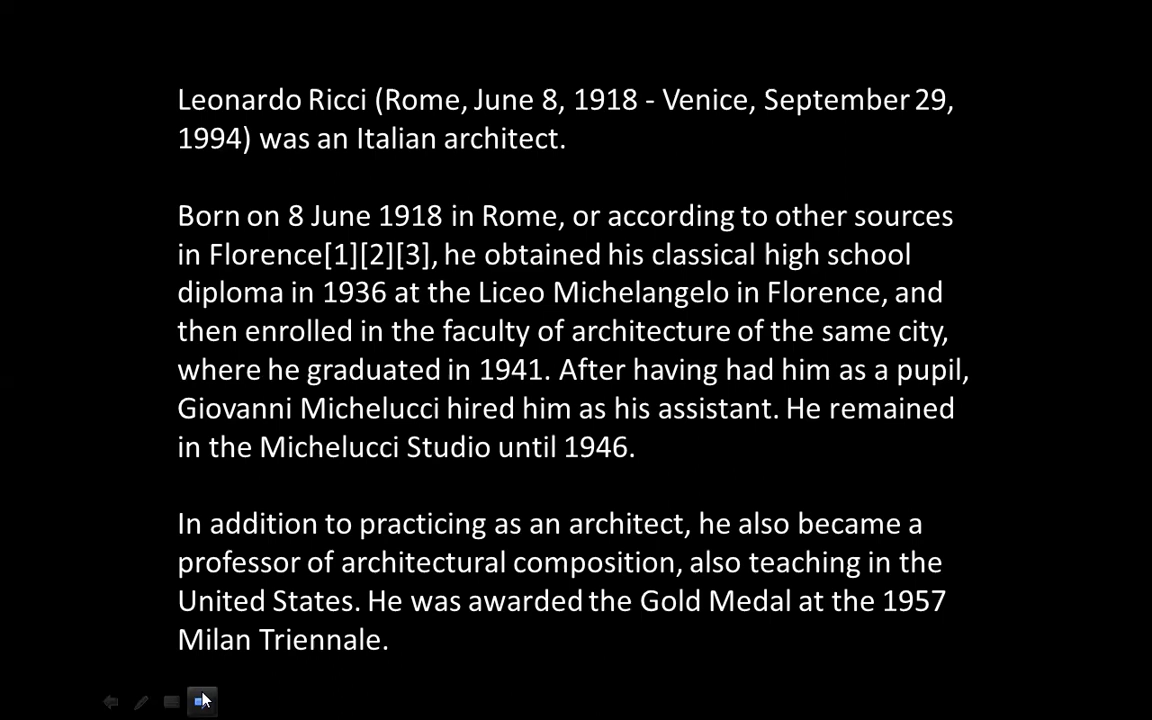 Leonardo Ricci (Rome, June 8, 1918 - Venice, September 29,
1994) was an Italian architect.
Born on 8 June 1918 in Rome, or according to other sources
in Florence[1][2][3], he obtained his classical high school
diploma in 1936 at the Liceo Michelangelo in Florence, and
then enrolled in the faculty of architecture of the same city,
where he graduated in 1941. After having had him as a pupil,
Giovanni Michelucci hired him as his assistant. He remained
in the Michelucci Studio until 1946.
In addition to practicing as an architect, he also became a
professor of architectural composition, also teaching in the
United States. He was awarded the Gold Medal at the 1957
Milan Triennale.